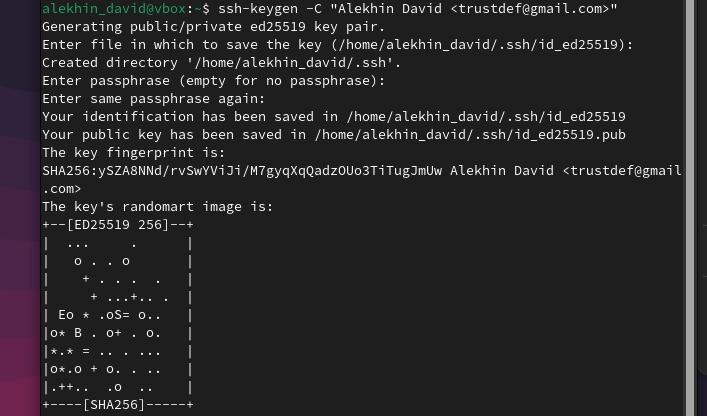 alekhin_david@vbox:~$ ssh-keygen -C "Alekhin David <trustdef@gmail.com>"
Generating public/private ed25519 key pair.
Enter file in which to save the key (/home/alekhin_david/.ssh/id_ed25519):
Created directory '/home/alekhin_david/.ssh'.
Enter passphrase (empty for no passphrase):
Enter same passphrase again:
Your identification has been saved in /home/alekhin_david/.ssh/id_ed25519
Your public key has been saved in /home/alekhin_david/.ssh/id_ed25519.pub
The key fingerprint is:
SHA256:ySZA8NNd/rvSwYViJi/M7gyqXqQadzOUo3TiTugJmUw Alekhin David <trustdef@gmail
.com>
The key's randomart image is:
+--[ED25519 256]--+
|  ...     .      |
|   o . . o       |
|    + . . .  .   |
|     + ...+.. .  |
| Eo * .oS= o..   |
|o* B . o+ . o.   |
|*.* = .. . ...   |
|o*.o + o. . ..   |
|.++..  .o  ..    |
+----[SHA256]-----+